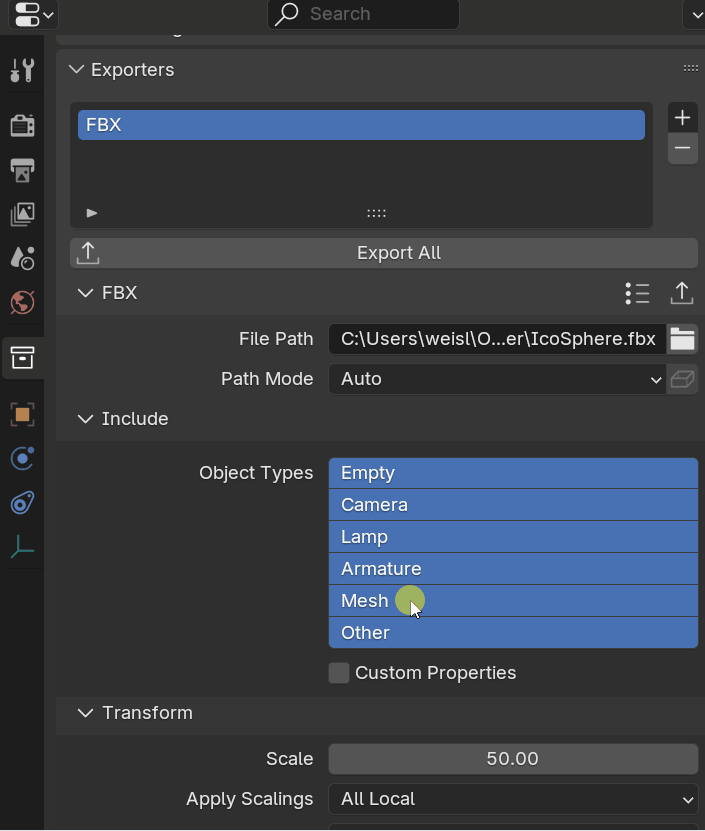 Search
Exporters
FBX
Export All
FBX
File Path C:\Users\weisl\O...er\IcoSphere.fbx
Path Mode Auto
Include
Object Types Empty
Camera
Lamp
Armature
Mesh
Other
Custom Properties
Transform
Scale 50.00
Apply Scalings All Local